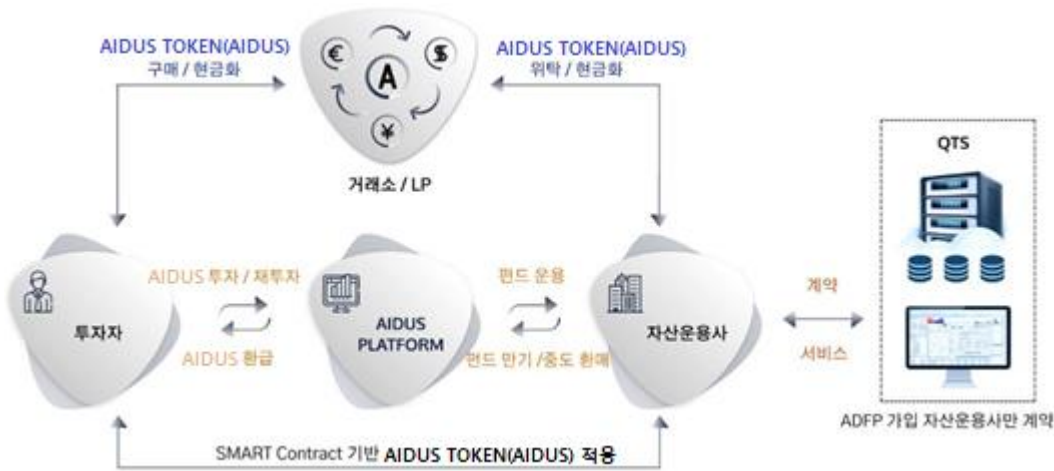 AIDUS TOKEN(AIDUS)
구매 / 현금화
AIDUS TOKEN(AIDUS)
위탁 / 현금화
€
$
A
¥
거래소 / LP
QTS
투자자
AIDUS 투자 / 재투자
AIDUS 환급
AIDUS
PLATFORM
펀드 운용
펀드 만기 /중도 환매
자산운용사
계약
서비스
ADFP 가입 자산운용사만 계약
SMART Contract 기반 AIDUS TOKEN(AIDUS) 적용